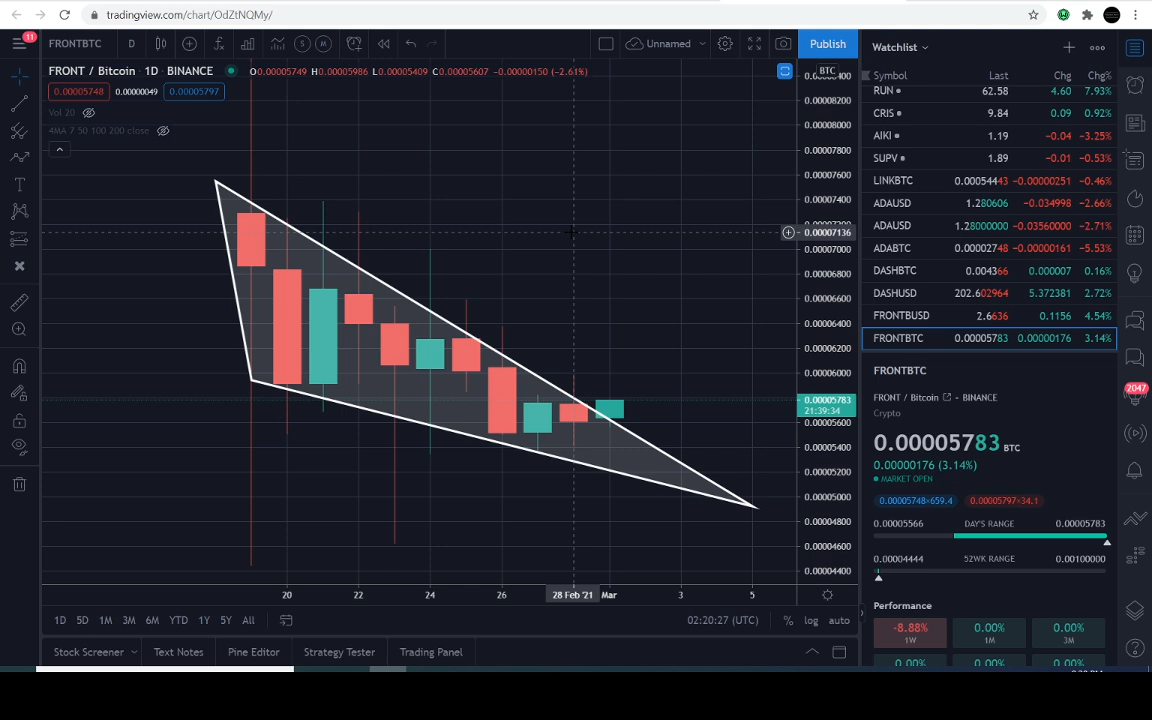 tradingview.com/chart/OdZtNQMy/
11
FRONTBTC D S M Unnamed Publish
FRONT / Bitcoin · 1D · BINANCE O0.00005749 H0.00005986 L0.00005409 C0.00005607 −0.00000150 (−2.61%)
0.00005748 0.0000049 0.00005797
Vol 20
4MA 7 50 100 200 close
BTC
0.00008200
0.00008000
0.00007800
0.00007600
0.00007400
0.00007136
0.00007000
0.00006800
0.00006600
0.00006400
0.00006200
0.00006000
0.00005783
21:39:34
0.00005600
0.00005400
0.00005200
0.00005000
0.00004800
0.00004600
0.00004400
20 22 24 26 28 Feb '21 Mar 3 5
1D 5D 1M 3M 6M YTD 1Y 5Y All 02:20:27 (UTC) % log auto
Stock Screener Text Notes Pine Editor Strategy Tester Trading Panel
Watchlist
Symbol Last Chg Chg%
RUN 62.58 4.60 7.93%
CRIS 9.84 0.09 0.92%
AIKI 1.19 −0.04 −3.25%
SUPV 1.89 −0.01 −0.53%
LINKBTC 0.00054443 −0.00000251 −0.46%
ADAUSD 1.280606 −0.034998 −2.66%
ADAUSD 1.28000000 −0.03560000 −2.71%
ADABTC 0.00002748 −0.00000161 −5.53%
DASHBTC 0.004366 0.000007 0.16%
DASHUSD 202.602964 5.372381 2.72%
FRONTBUSD 2.6636 0.1156 4.54%
FRONTBTC 0.00005783 0.00000176 3.14%
FRONTBTC
FRONT / Bitcoin - BINANCE
Crypto
0.00005783 BTC
0.00000176 (3.14%)
MARKET OPEN
0.00005748×659.4 0.00005797×34.1
0.00005566 DAY'S RANGE 0.00005783
0.00004444 52WK RANGE 0.00100000
Performance
-8.88% 0.00% 0.00%
1W 1M 3M
0.00% 0.00% 0.00%
2047